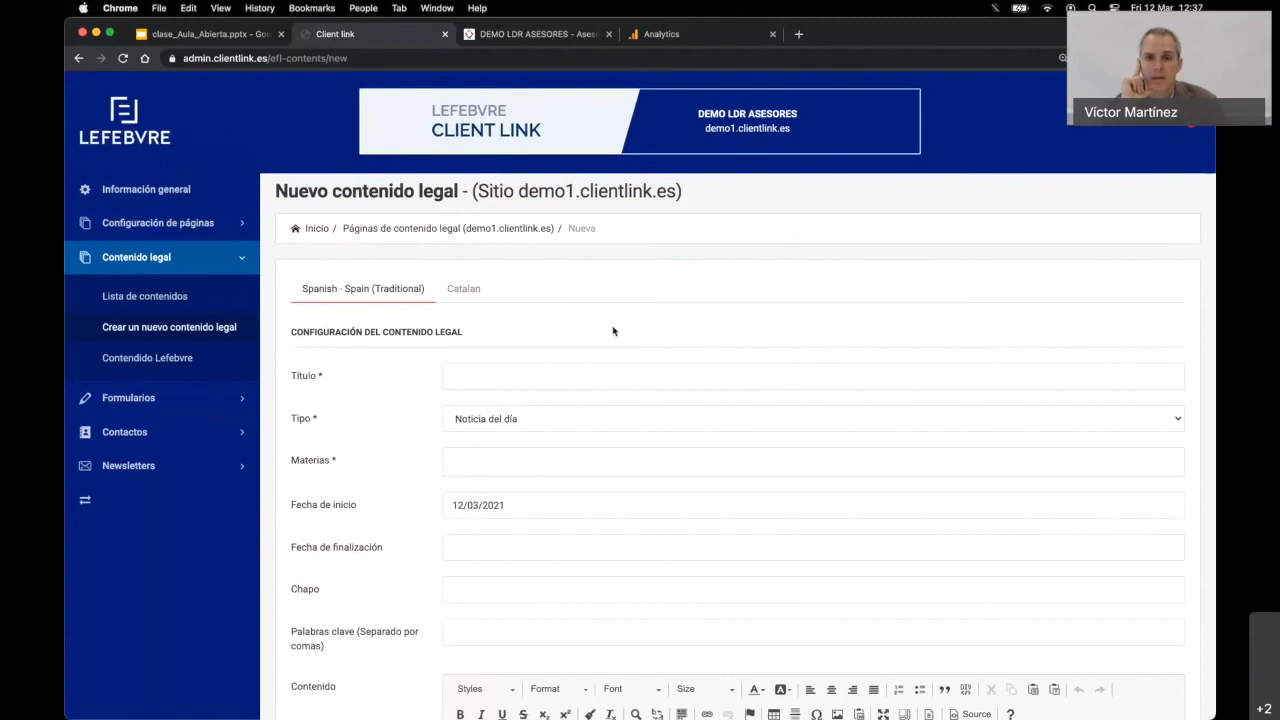 Chrome File Edit View History Bookmarks People Tab Window Help Fri 12 Mar 12:37
clase_Aula_Abierta.pptx - Goo Client link DEMO LDR ASESORES - Ases Analytics
admin.clientlink.es/efl-contents/new
Víctor Martínez
LEFEBVRE
LEFEBVRE
CLIENT LINK
DEMO LDR ASESORES
demo1.clientlink.es
Información general
Configuración de páginas
Contenido legal
Lista de contenidos
Crear un nuevo contenido legal
Contendido Lefebvre
Formularios
Contactos
Newsletters
Nuevo contenido legal - (Sitio demo1.clientlink.es)
Inicio / Páginas de contenido legal (demo1.clientlink.es) / Nueva
Spanish - Spain (Traditional) Catalan
CONFIGURACIÓN DEL CONTENIDO LEGAL
Título *
Tipo * Noticia del día
Materias *
Fecha de inicio 12/03/2021
Fecha de finalización
Chapo
Palabras clave (Separado por
comas)
Contenido
Styles Format Font Size
Source
+2